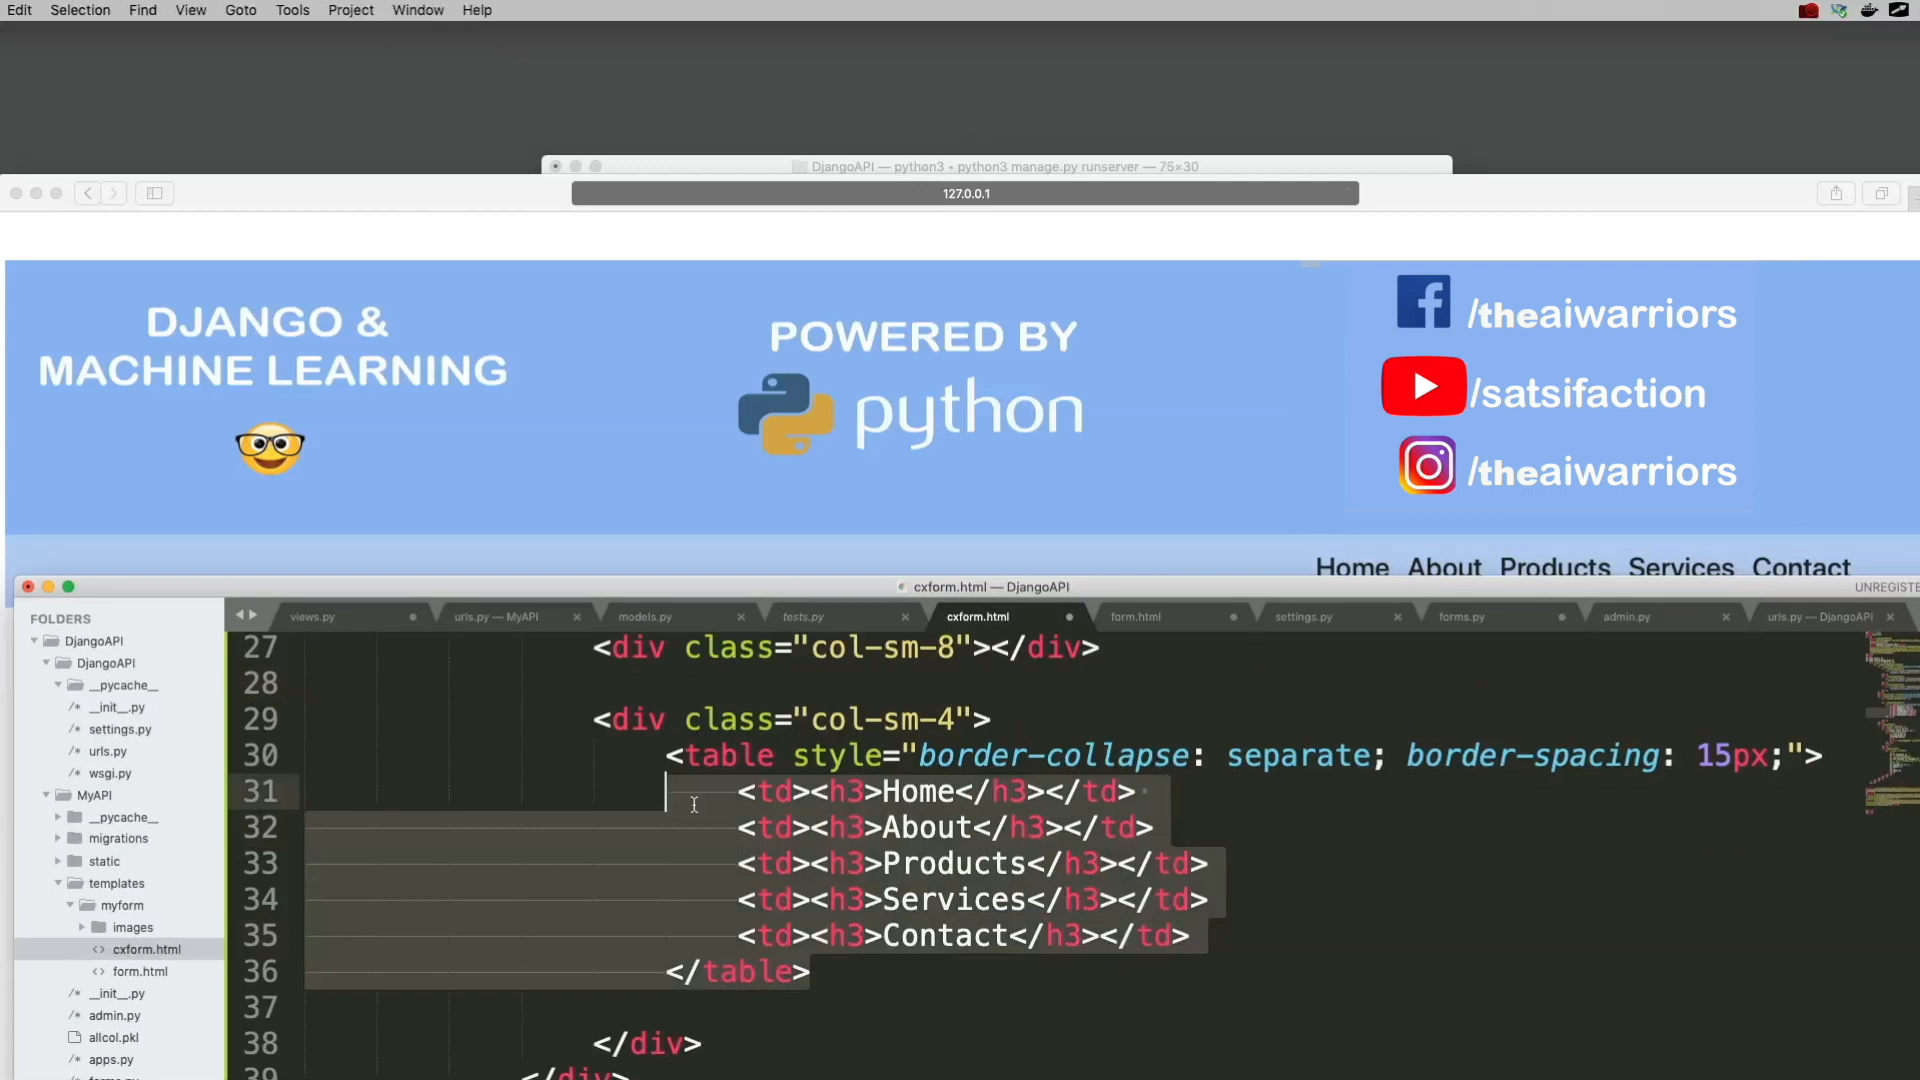 Edit Selection Find View Goto Tools Project Window Help
DjangoAPI — python3 • python3 manage.py runserver — 75×30
127.0.0.1
DJANGO &
MACHINE LEARNING
POWERED BY
python
/theaiwarriors
/satsifaction
/theaiwarriors
Home About Products Services Contact
cxform.html — DjangoAPI
UNREGISTE
FOLDERS
DjangoAPI
DjangoAPI
__pycache__
/* __init__.py
/* settings.py
/* urls.py
/* wsgi.py
MyAPI
__pycache__
migrations
static
templates
myform
images
<> cxform.html
<> form.html
/* __init__.py
/* admin.py
allcol.pkl
/* apps.py
views.py
urls.py — MyAPI
models.py
tests.py
cxform.html
form.html
settings.py
forms.py
admin.py
urls.py — DjangoAPI
27 <div class="col-sm-8"></div>
28
29 <div class="col-sm-4">
30 <table style="border-collapse: separate; border-spacing: 15px;">
31 <td><h3>Home</h3></td>
32 <td><h3>About</h3></td>
33 <td><h3>Products</h3></td>
34 <td><h3>Services</h3></td>
35 <td><h3>Contact</h3></td>
36 </table>
37
38 </div>
39 </div>